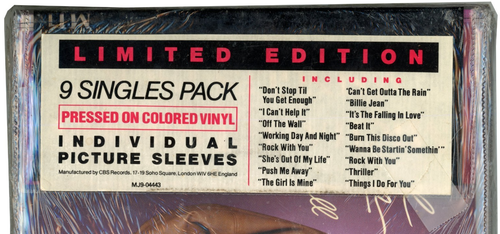 LIMITED EDITION
9 SINGLES PACK
PRESSED ON COLORED VINYL
INDIVIDUAL
PICTURE SLEEVES
Manufactured by CBS Records. 17-19 Soho Square, London WIV 6HE England
MJ9-04443
INCLUDING
"Don't Stop Til
You Get Enough"
"I Can't Help It"
"Off The Wall"
"Working Day And Night"
"Rock With You"
"She's Out Of My Life"
"Push Me Away"
"The Girl Is Mine"
"Can't Get Outta The Rain"
"Billie Jean"
"It's The Falling In Love"
"Beat It"
"Burn This Disco Out"
"Wanna Be Startin' Somethin'"
"Rock With You"
"Thriller"
"Things I Do For You"